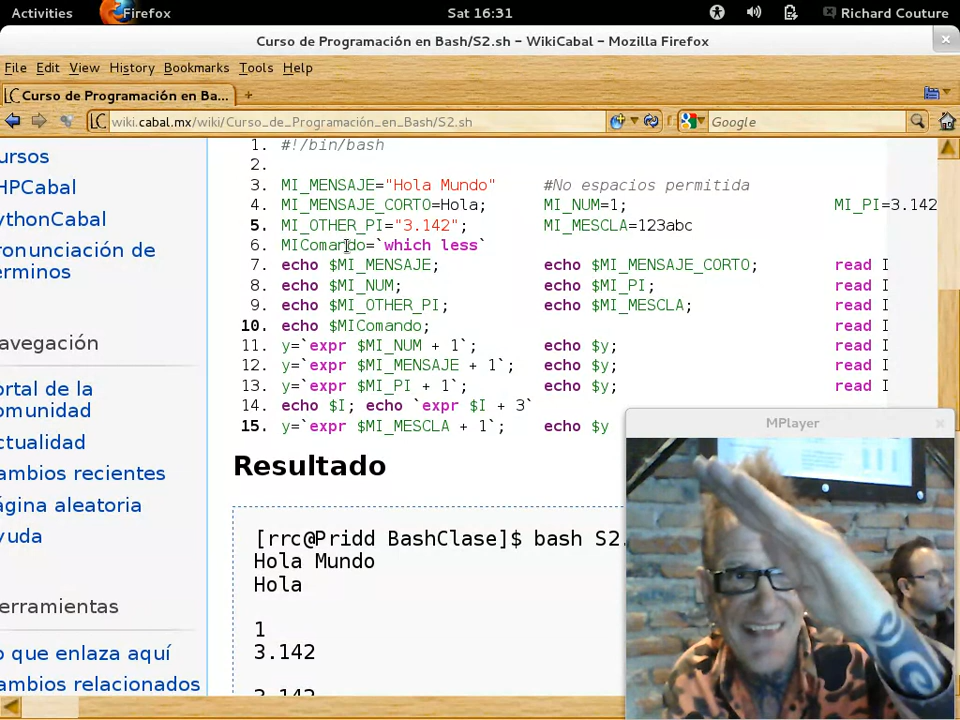 Activities Firefox Sat 16:31 Richard Couture
Curso de Programación en Bash/S2.sh – WikiCabal – Mozilla Firefox
File Edit View History Bookmarks Tools Help
Curso de Programación en Ba...
wiki.cabal.mx/wiki/Curso_de_Programación_en_Bash/S2.sh Google
ursos
HPCabal
ythonCabal
ronunciación de
erminos
avegación
ortal de la
omunidad
ctualidad
ambios recientes
ágina aleatoria
yuda
erramientas
o que enlaza aquí
ambios relacionados
1. #!/bin/bash
2.
3. MI_MENSAJE="Hola Mundo" #No espacios permitida
4. MI_MENSAJE_CORTO=Hola; MI_NUM=1; MI_PI=3.142
5. MI_OTHER_PI="3.142"; MI_MESCLA=123abc
6. MIComando=`which less`
7. echo $MI_MENSAJE; echo $MI_MENSAJE_CORTO; read I
8. echo $MI_NUM; echo $MI_PI; read I
9. echo $MI_OTHER_PI; echo $MI_MESCLA; read I
10. echo $MIComando; read I
11. y=`expr $MI_NUM + 1`; echo $y; read I
12. y=`expr $MI_MENSAJE + 1`; echo $y; read I
13. y=`expr $MI_PI + 1`; echo $y; read I
14. echo $I; echo `expr $I + 3`
15. y=`expr $MI_MESCLA + 1`; echo $y
Resultado
[rrc@Pridd BashClase]$ bash S2.
Hola Mundo
Hola
1
3.142
3.142
MPlayer